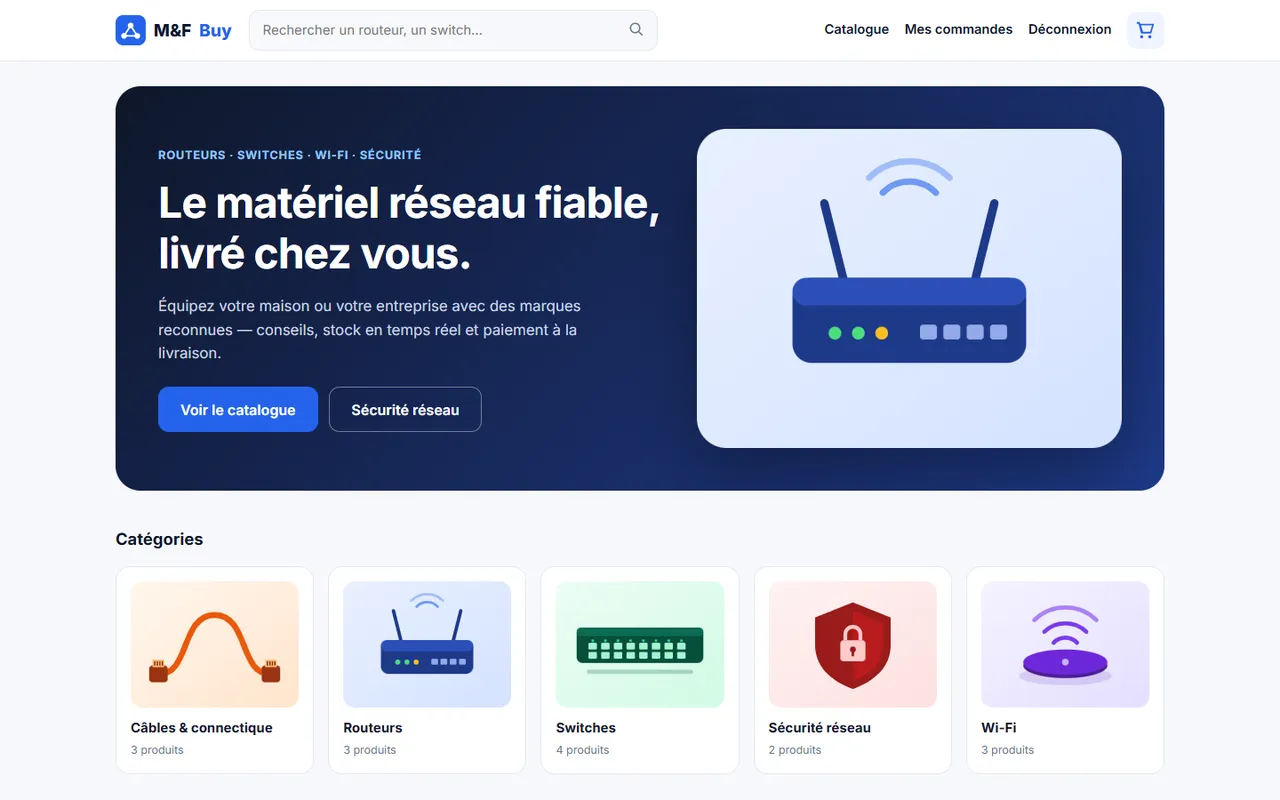 M&F Buy
Rechercher un routeur, un switch...
Catalogue
Mes commandes
Déconnexion
ROUTEURS · SWITCHES · WI-FI · SÉCURITÉ
Le matériel réseau fiable,
livré chez vous.
Équipez votre maison ou votre entreprise avec des marques
reconnues — conseils, stock en temps réel et paiement à la
livraison.
Voir le catalogue
Sécurité réseau
Catégories
Câbles & connectique
3 produits
Routeurs
3 produits
Switches
4 produits
Sécurité réseau
2 produits
Wi-Fi
3 produits